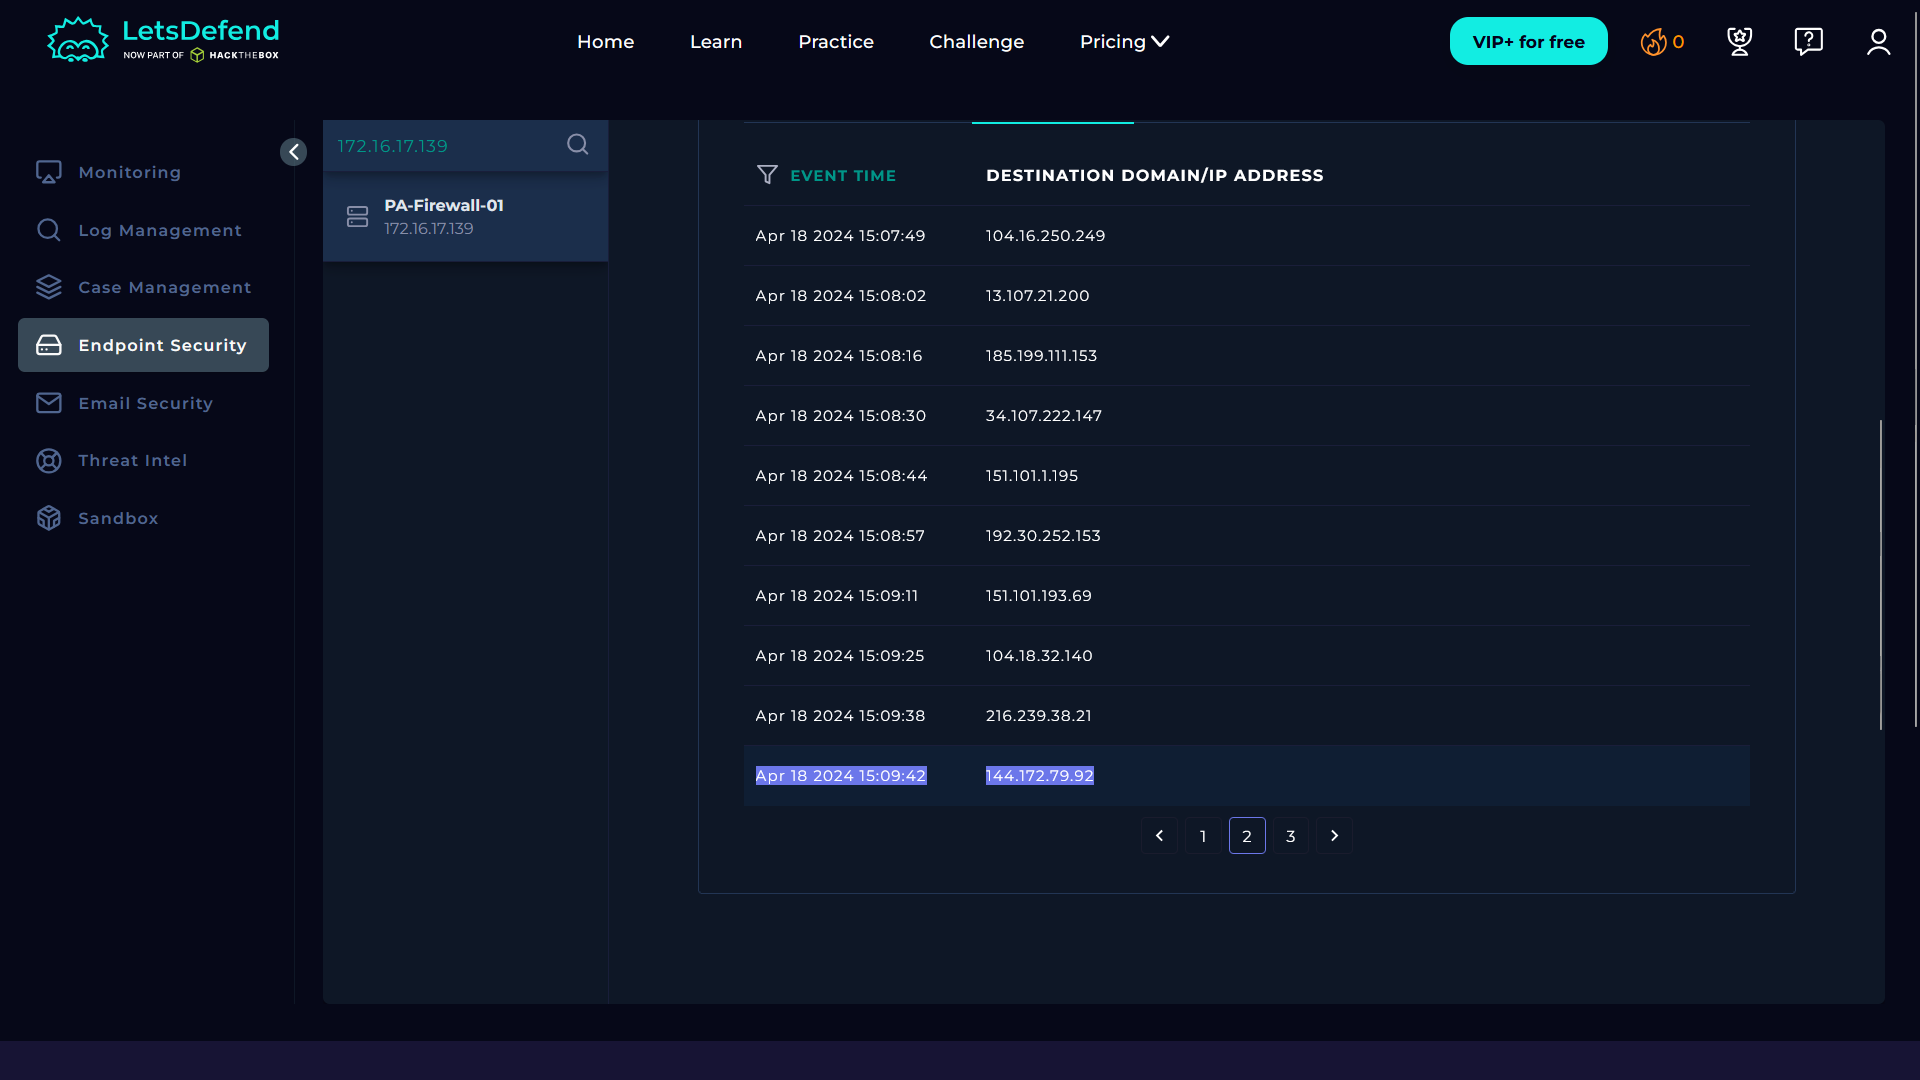 LetsDefend
NOW PART OF HACKTHEBOX
Home
Learn
Practice
Challenge
Pricing
VIP+ for free
0
Monitoring
Log Management
Case Management
Endpoint Security
Email Security
Threat Intel
Sandbox
172.16.17.139
PA-Firewall-01
172.16.17.139
EVENT TIME DESTINATION DOMAIN/IP ADDRESS
Apr 18 2024 15:07:49 104.16.250.249
Apr 18 2024 15:08:02 13.107.21.200
Apr 18 2024 15:08:16 185.199.111.153
Apr 18 2024 15:08:30 34.107.222.147
Apr 18 2024 15:08:44 151.101.1.195
Apr 18 2024 15:08:57 192.30.252.153
Apr 18 2024 15:09:11 151.101.193.69
Apr 18 2024 15:09:25 104.18.32.140
Apr 18 2024 15:09:38 216.239.38.21
Apr 18 2024 15:09:42 144.172.79.92
1 2 3